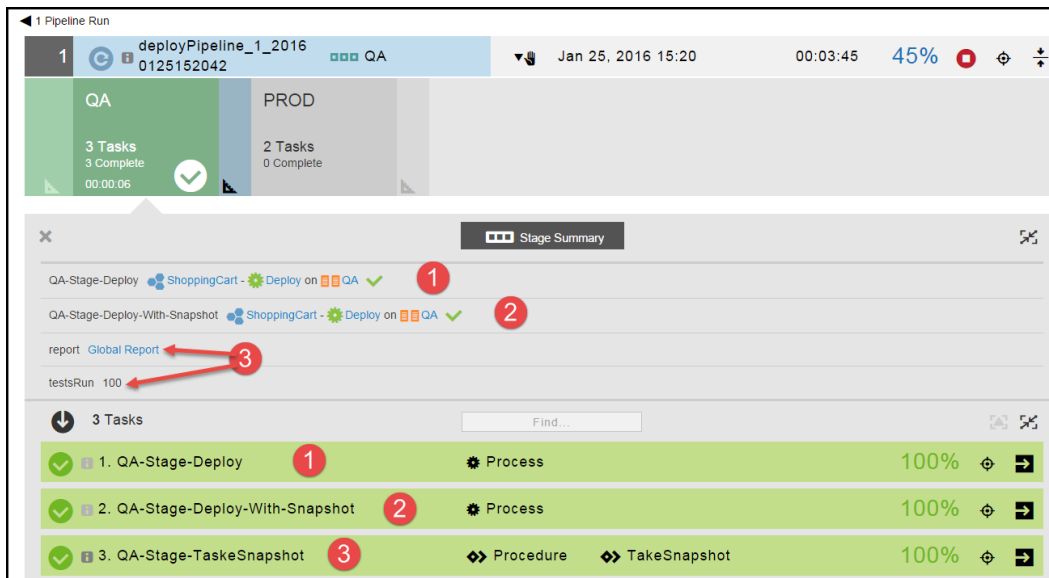 1 Pipeline Run
1 deployPipeline_1_2016 0125152042 QA Jan 25, 2016 15:20 00:03:45 45%
QA
3 Tasks
3 Complete
00:00:06
PROD
2 Tasks
0 Complete
Stage Summary
QA-Stage-Deploy ShoppingCart - Deploy on QA 1
QA-Stage-Deploy-With-Snapshot ShoppingCart - Deploy on QA 2
report Global Report
3
testsRun 100
3 Tasks Find...
1. QA-Stage-Deploy 1 Process 100%
2. QA-Stage-Deploy-With-Snapshot 2 Process 100%
3. QA-Stage-TaskeSnapshot 3 Procedure TakeSnapshot 100%